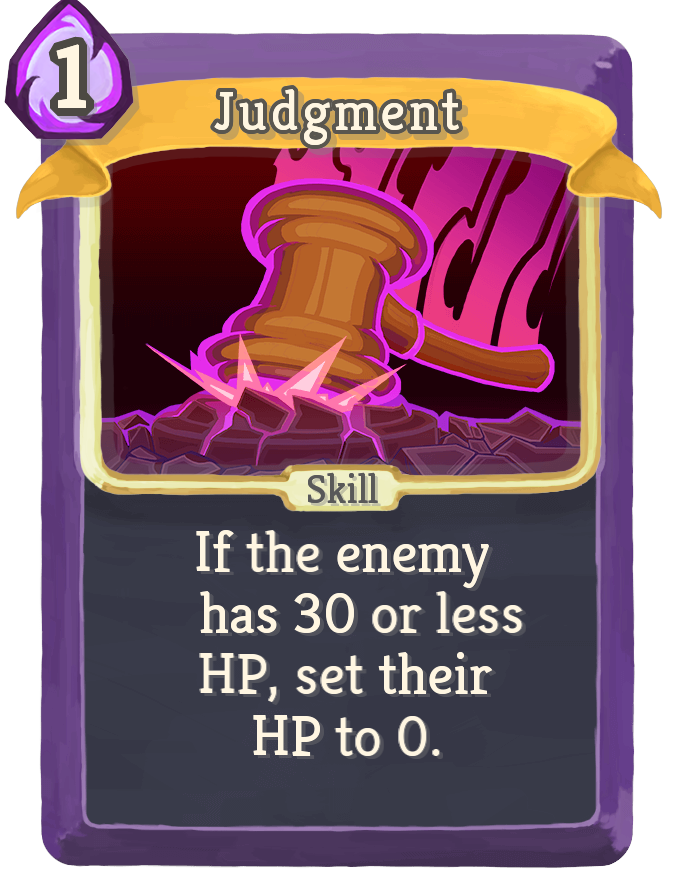 1
Judgment
Skill
If the enemy
has 30 or less
HP, set their
HP to 0.